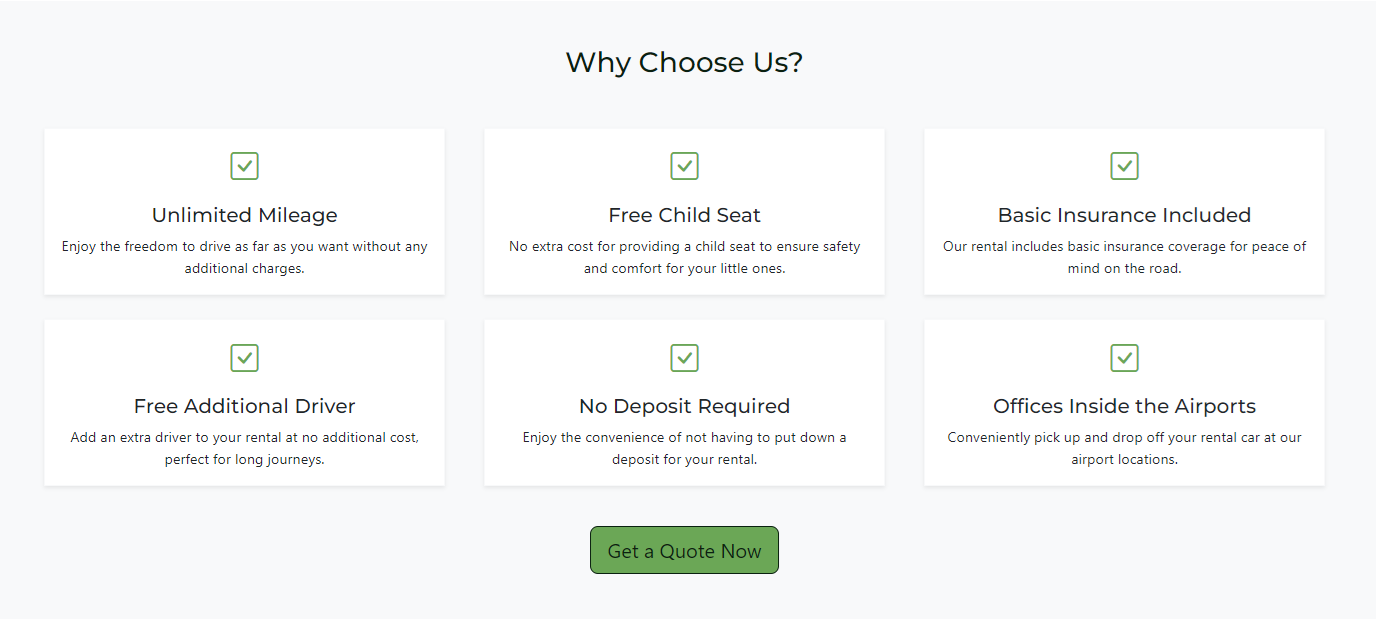 Why Choose Us?
Unlimited Mileage
Enjoy the freedom to drive as far as you want without any
additional charges.
Free Child Seat
No extra cost for providing a child seat to ensure safety
and comfort for your little ones.
Basic Insurance Included
Our rental includes basic insurance coverage for peace of
mind on the road.
Free Additional Driver
Add an extra driver to your rental at no additional cost,
perfect for long journeys.
No Deposit Required
Enjoy the convenience of not having to put down a
deposit for your rental.
Offices Inside the Airports
Conveniently pick up and drop off your rental car at our
airport locations.
Get a Quote Now